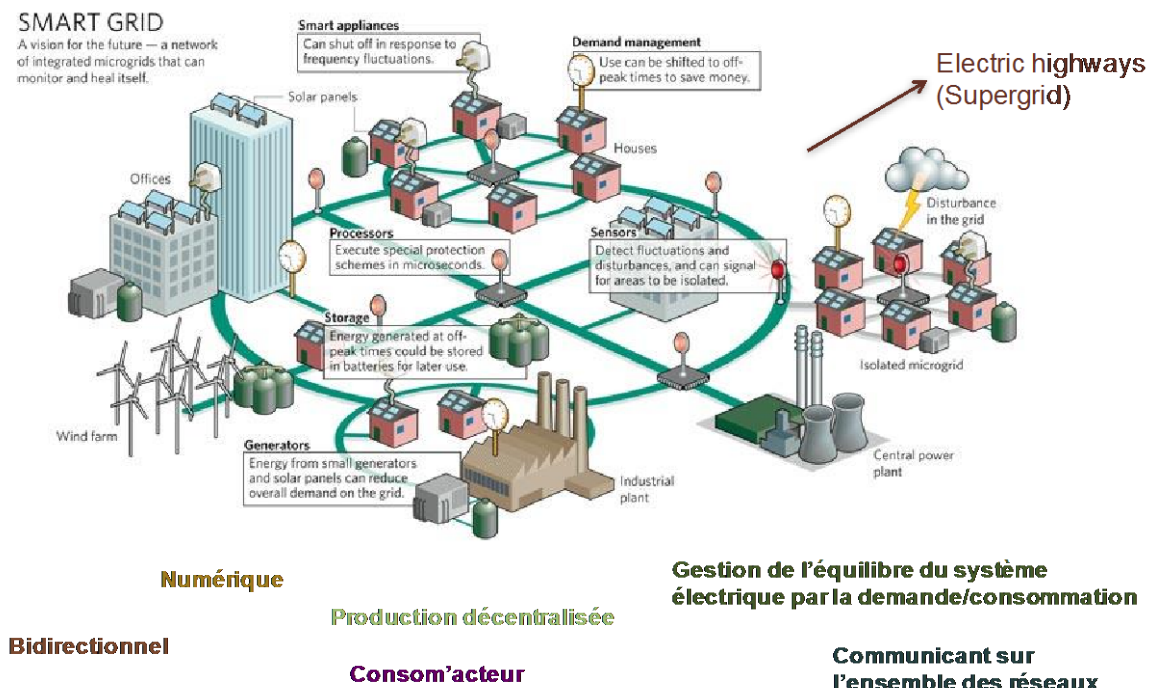 SMART GRID
A vision for the future — a network
of integrated microgrids that can
monitor and heal itself.
Smart appliances
Can shut off in response to
frequency fluctuations.
Demand management
Use can be shifted to off-
peak times to save money.
Electric highways
(Supergrid)
Solar panels
Houses
Offices
Disturbance
in the grid
Processors
Execute special protection
schemes in microseconds.
Sensors
Detect fluctuations and
disturbances, and can signal
for areas to be isolated.
Storage
Energy generated at off-
peak times could be stored
in batteries for later use.
Isolated microgrid
Wind farm
Generators
Energy from small generators
and solar panels can reduce
overall demand on the grid.
Industrial
plant
Central power
plant
Numérique
Gestion de l’équilibre du système
électrique par la demande/consommation
Production décentralisée
Bidirectionnel
Consom’acteur
Communicant sur
l’ensemble des réseaux